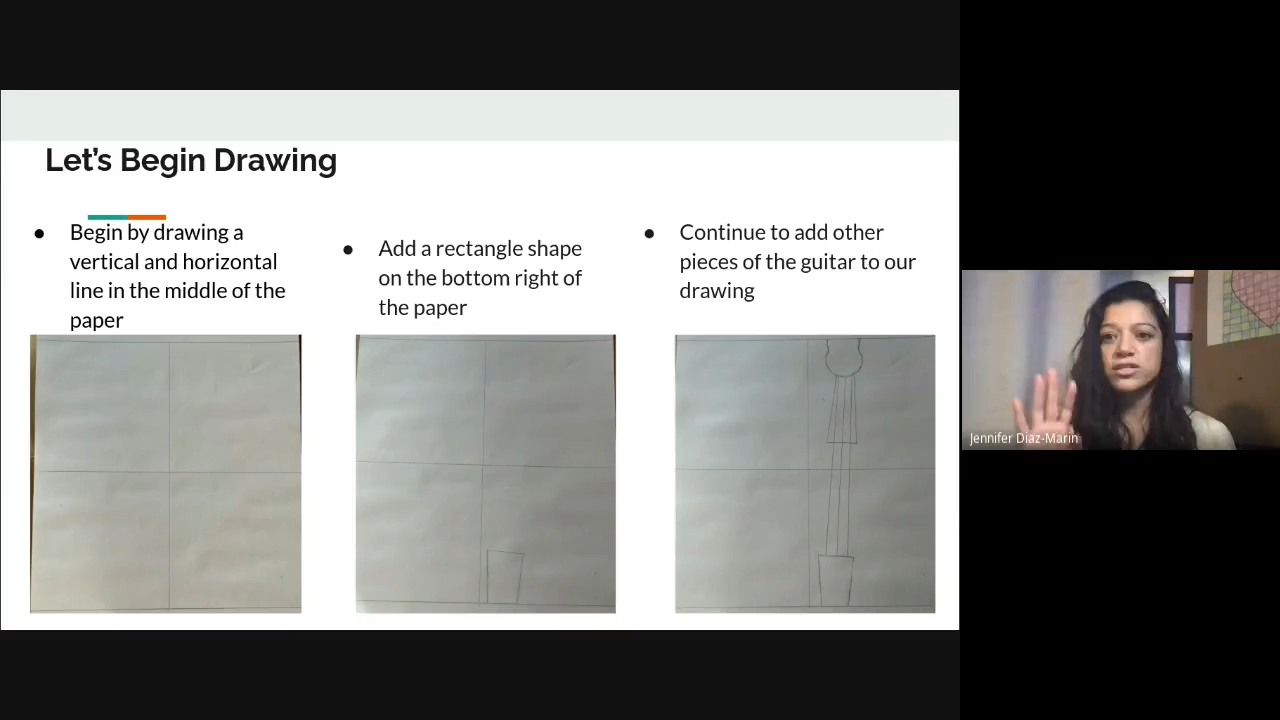 Let's Begin Drawing
● Begin by drawing a
vertical and horizontal
line in the middle of the
paper
● Add a rectangle shape
on the bottom right of
the paper
● Continue to add other
pieces of the guitar to our
drawing
Jennifer Diaz-Marin